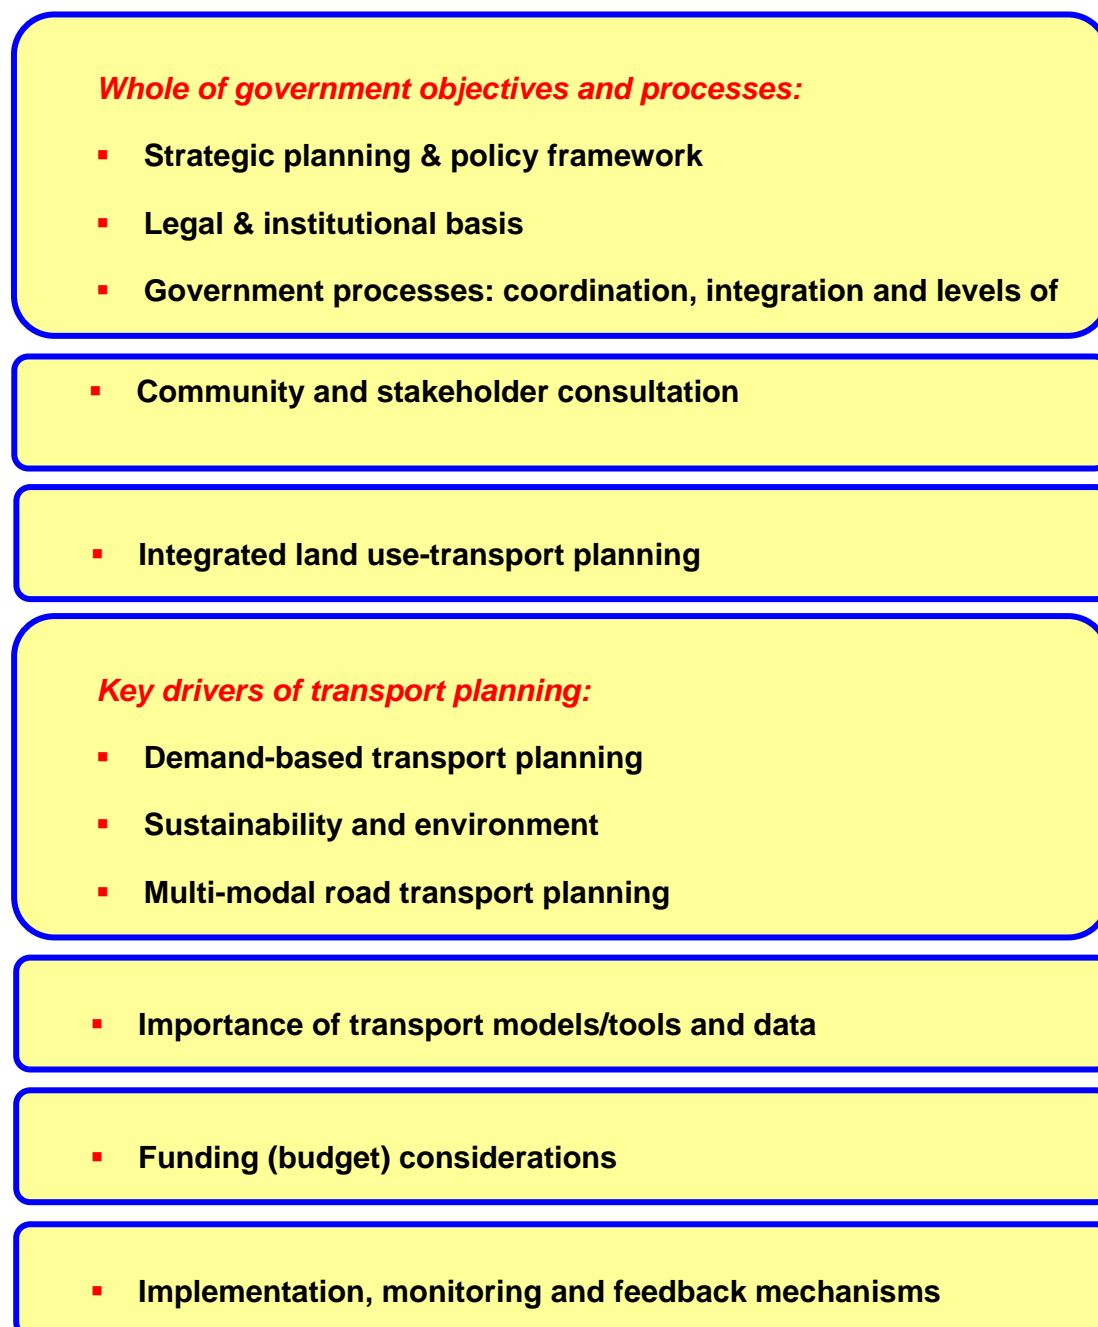 Whole of government objectives and processes:
▪ Strategic planning & policy framework
▪ Legal & institutional basis
▪ Government processes: coordination, integration and levels of
▪ Community and stakeholder consultation
▪ Integrated land use-transport planning
Key drivers of transport planning:
▪ Demand-based transport planning
▪ Sustainability and environment
▪ Multi-modal road transport planning
▪ Importance of transport models/tools and data
▪ Funding (budget) considerations
▪ Implementation, monitoring and feedback mechanisms